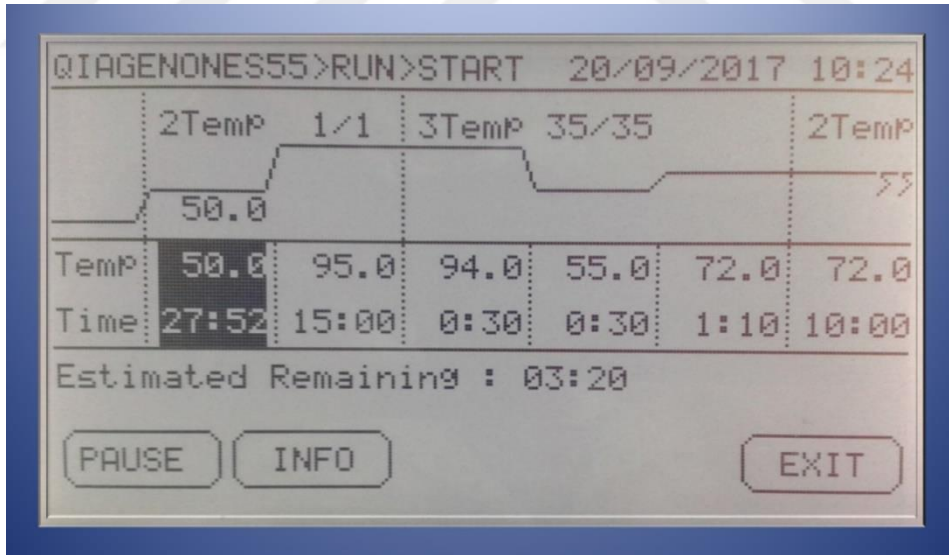 QIAGENONES55>RUN>START 20/09/2017 10:24
2Temp 1/1 3Temp 35/35 2Temp
50.0
Temp 50.0 95.0 94.0 55.0 72.0 72.0
Time 27:52 15:00 0:30 0:30 1:10 10:00
Estimated Remaining : 03:20
PAUSE INFO EXIT